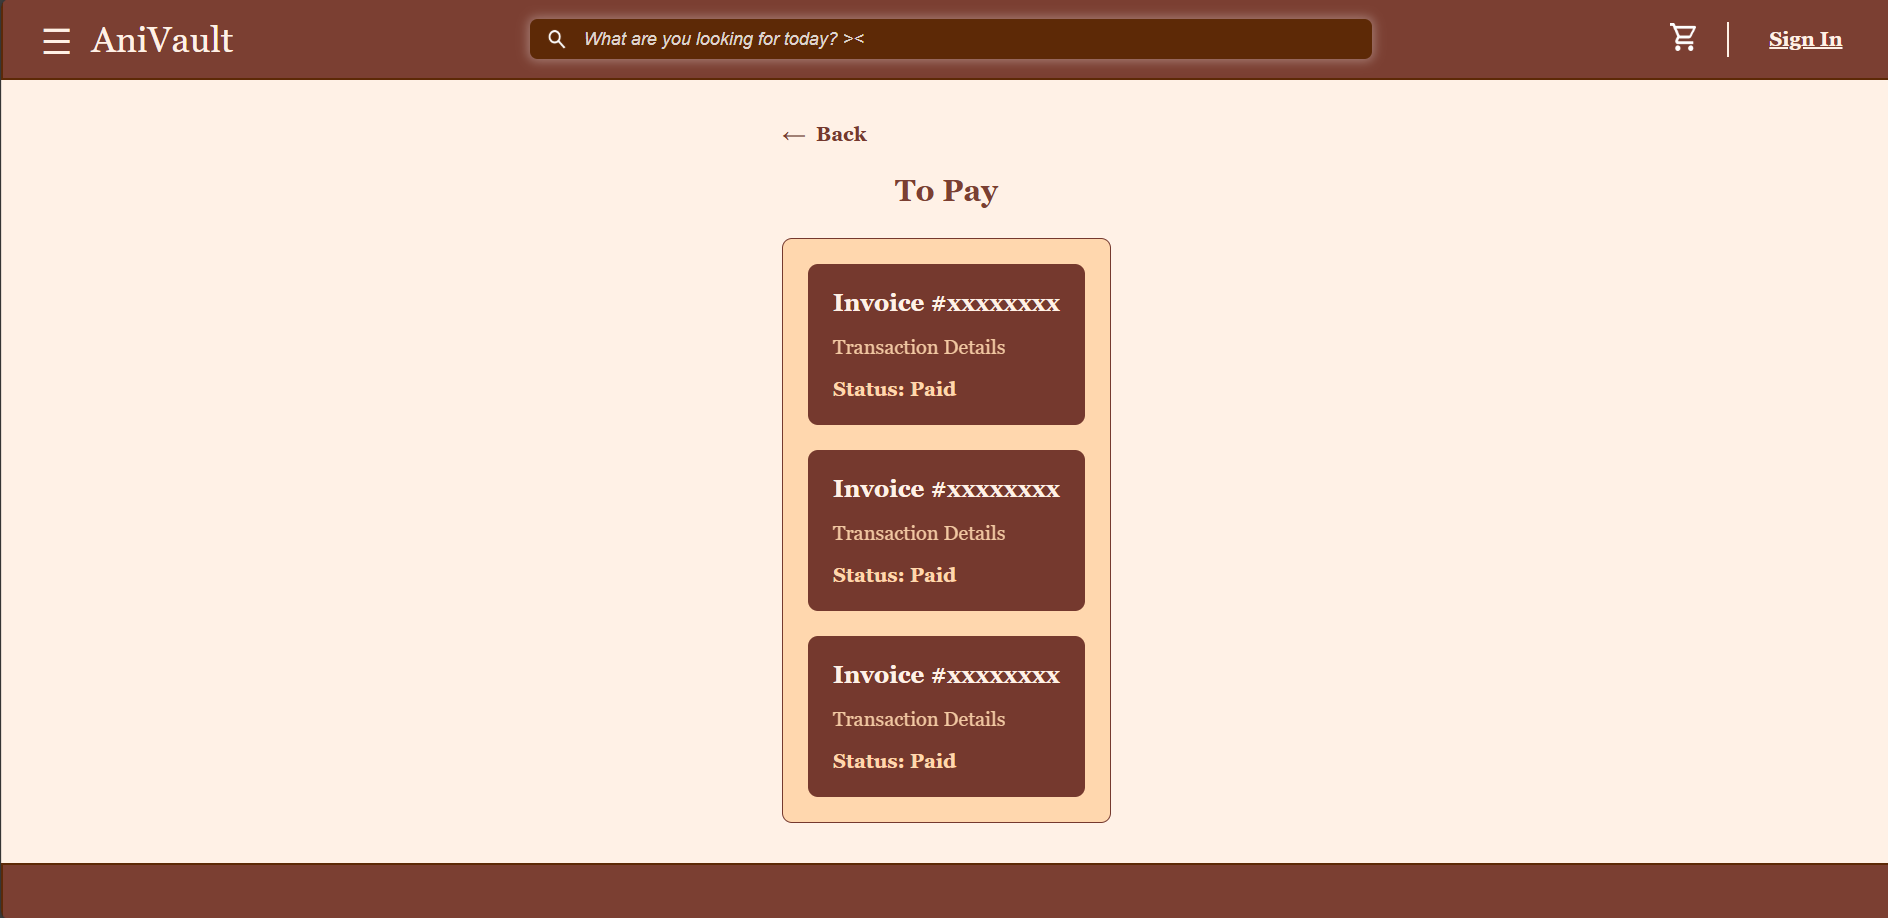 AniVault
What are you looking for today? ><
Sign In
Back
To Pay
Invoice #xxxxxxxx
Transaction Details
Status: Paid
Invoice #xxxxxxxx
Transaction Details
Status: Paid
Invoice #xxxxxxxx
Transaction Details
Status: Paid